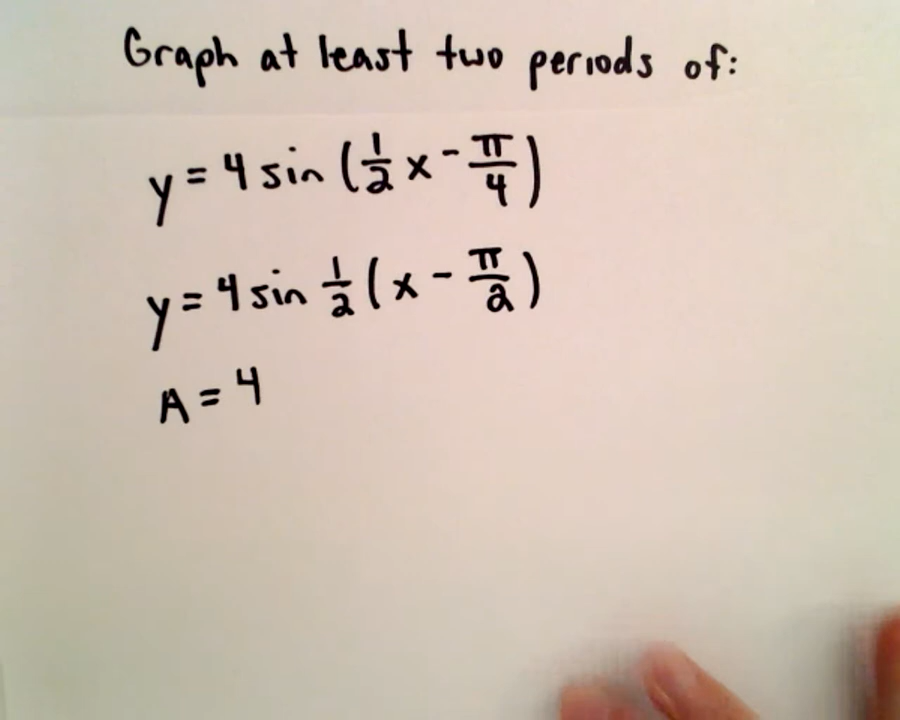 Graph at least two periods of:
y = 4 sin (1/2 x - π/4)
y = 4 sin 1/2 (x - π/2)
A = 4